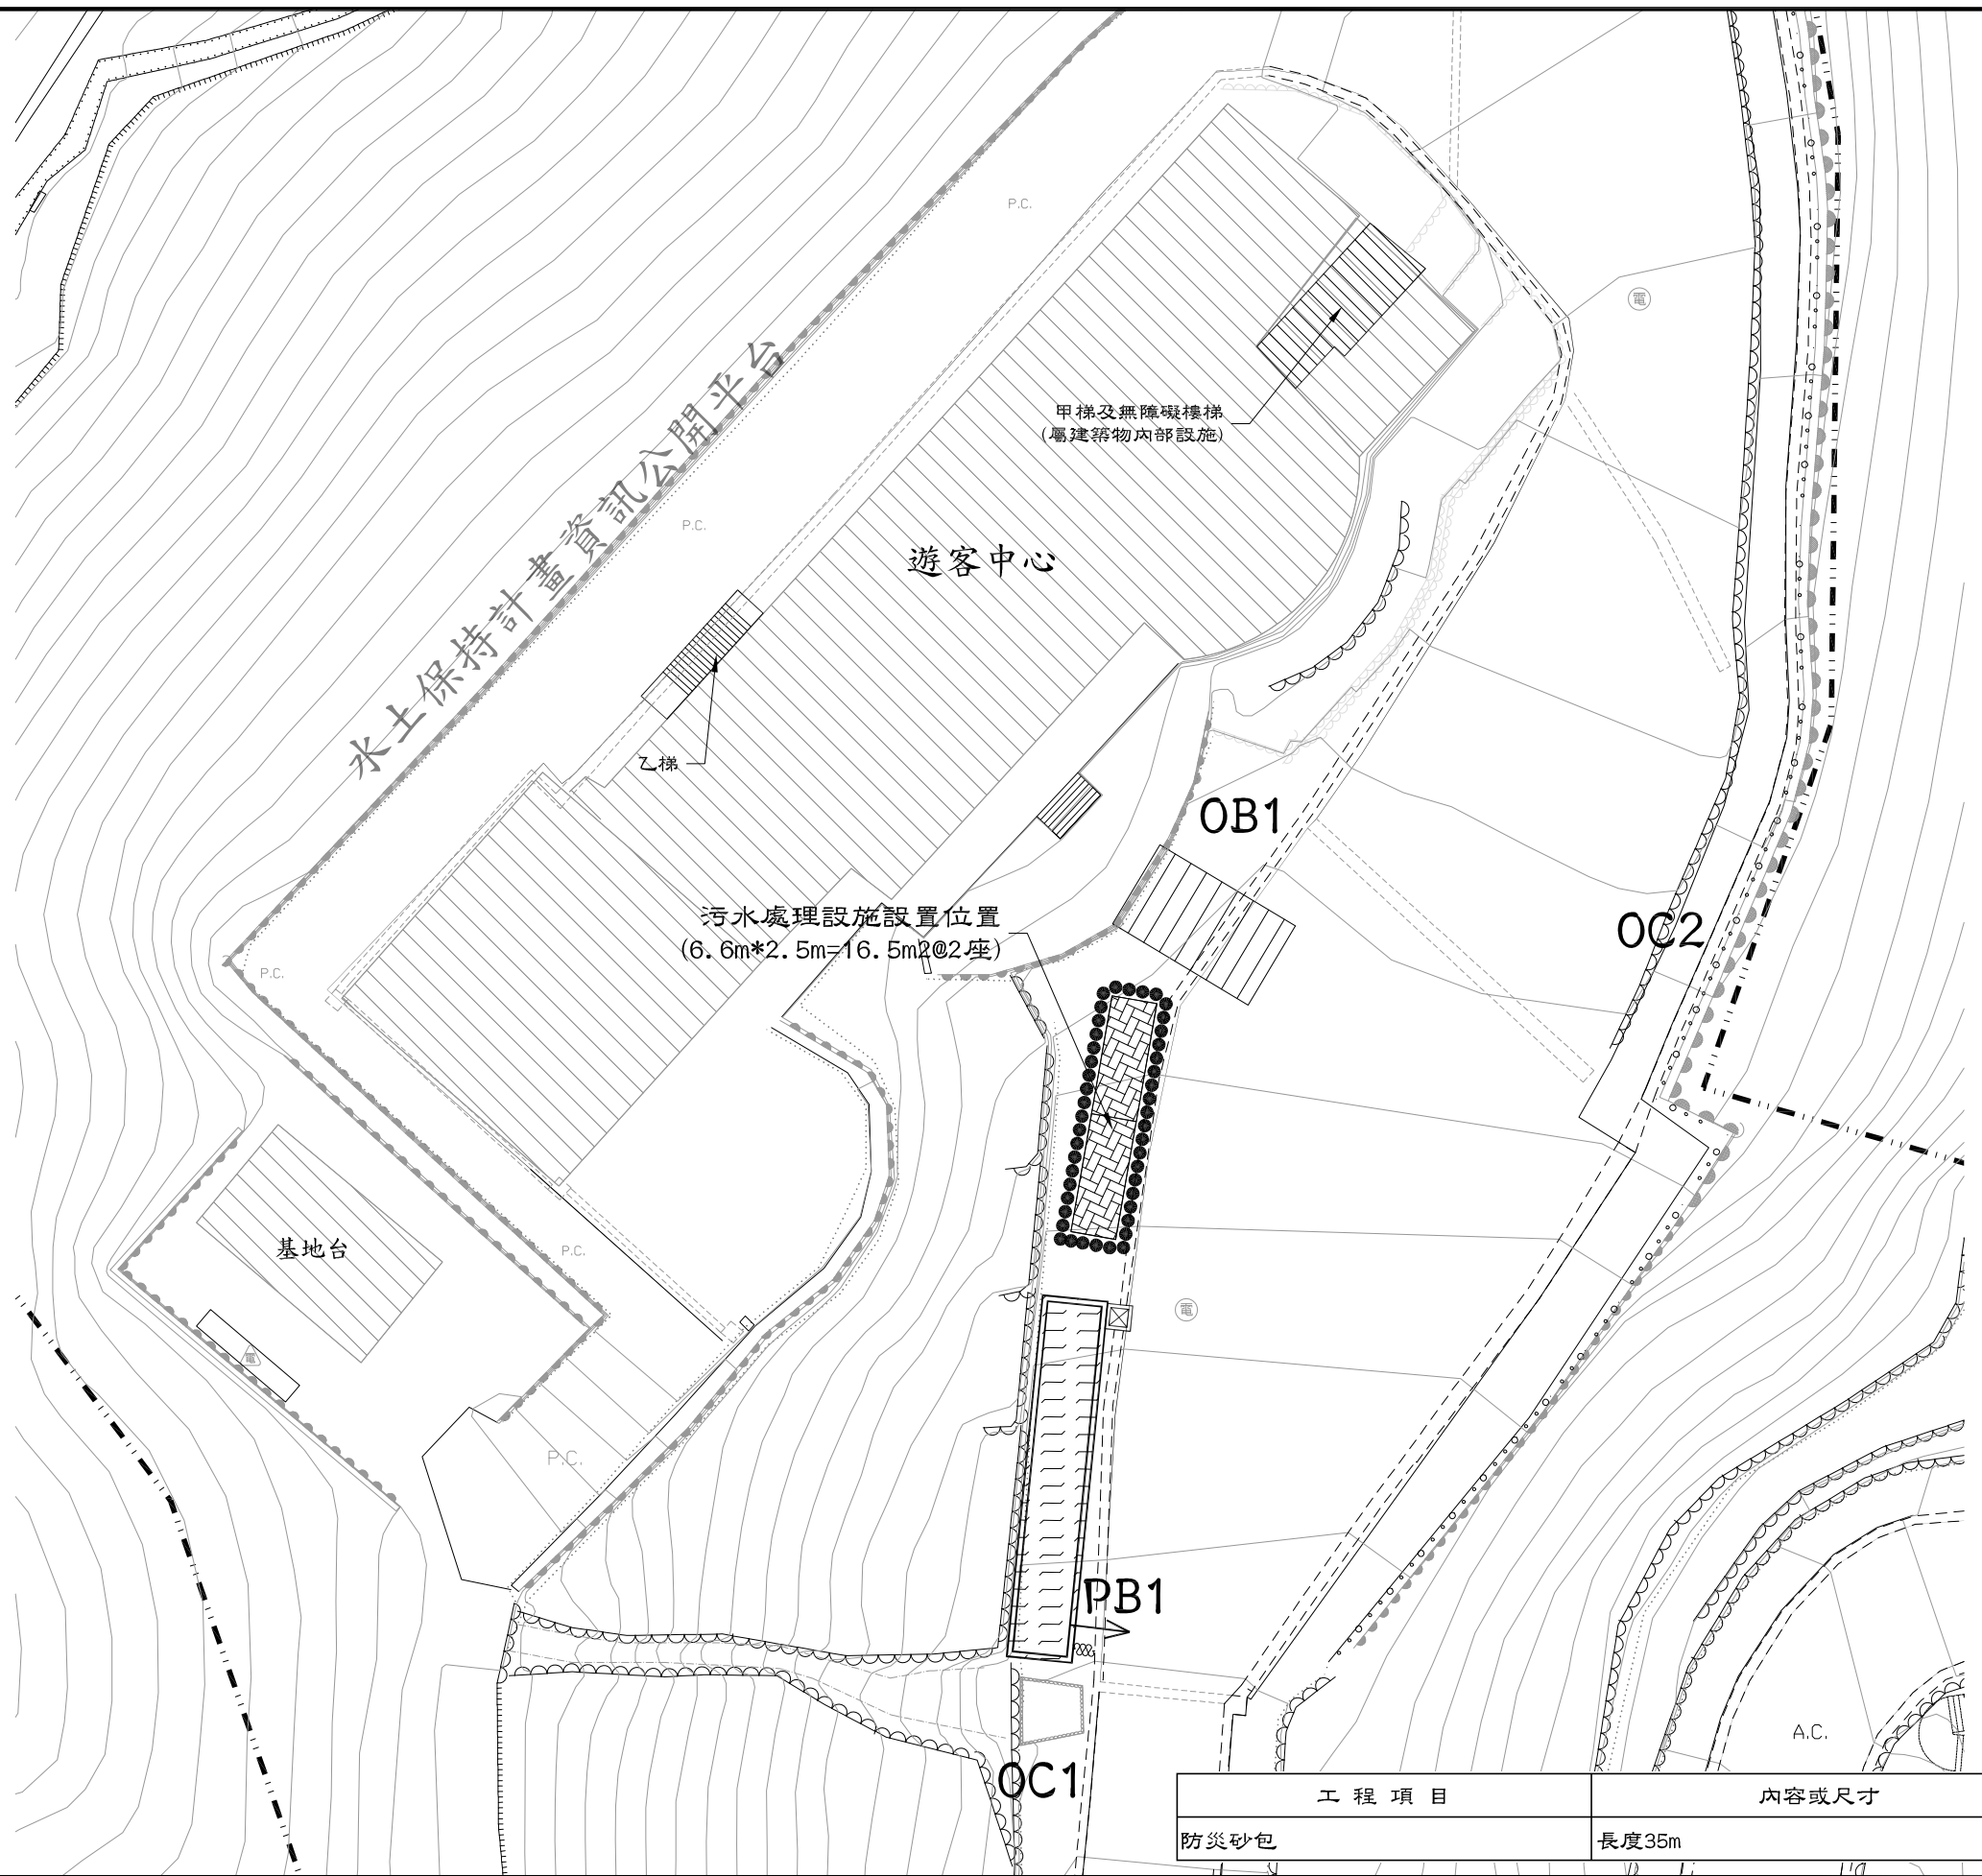 P.C.
電
甲梯及無障礙樓梯
(屬建築物內部設施)
水土保持計畫資訊公開平台
P.C.
遊客中心
乙梯
OB1
污水處理設施設置位置
(6.6m*2.5m=16.5m2@2座)
OC2
P.C.
基地台
P.C.
電
電
P.C.
PB1
A.C.
OC1
工程項目
內容或尺寸
防災砂包
長度35m